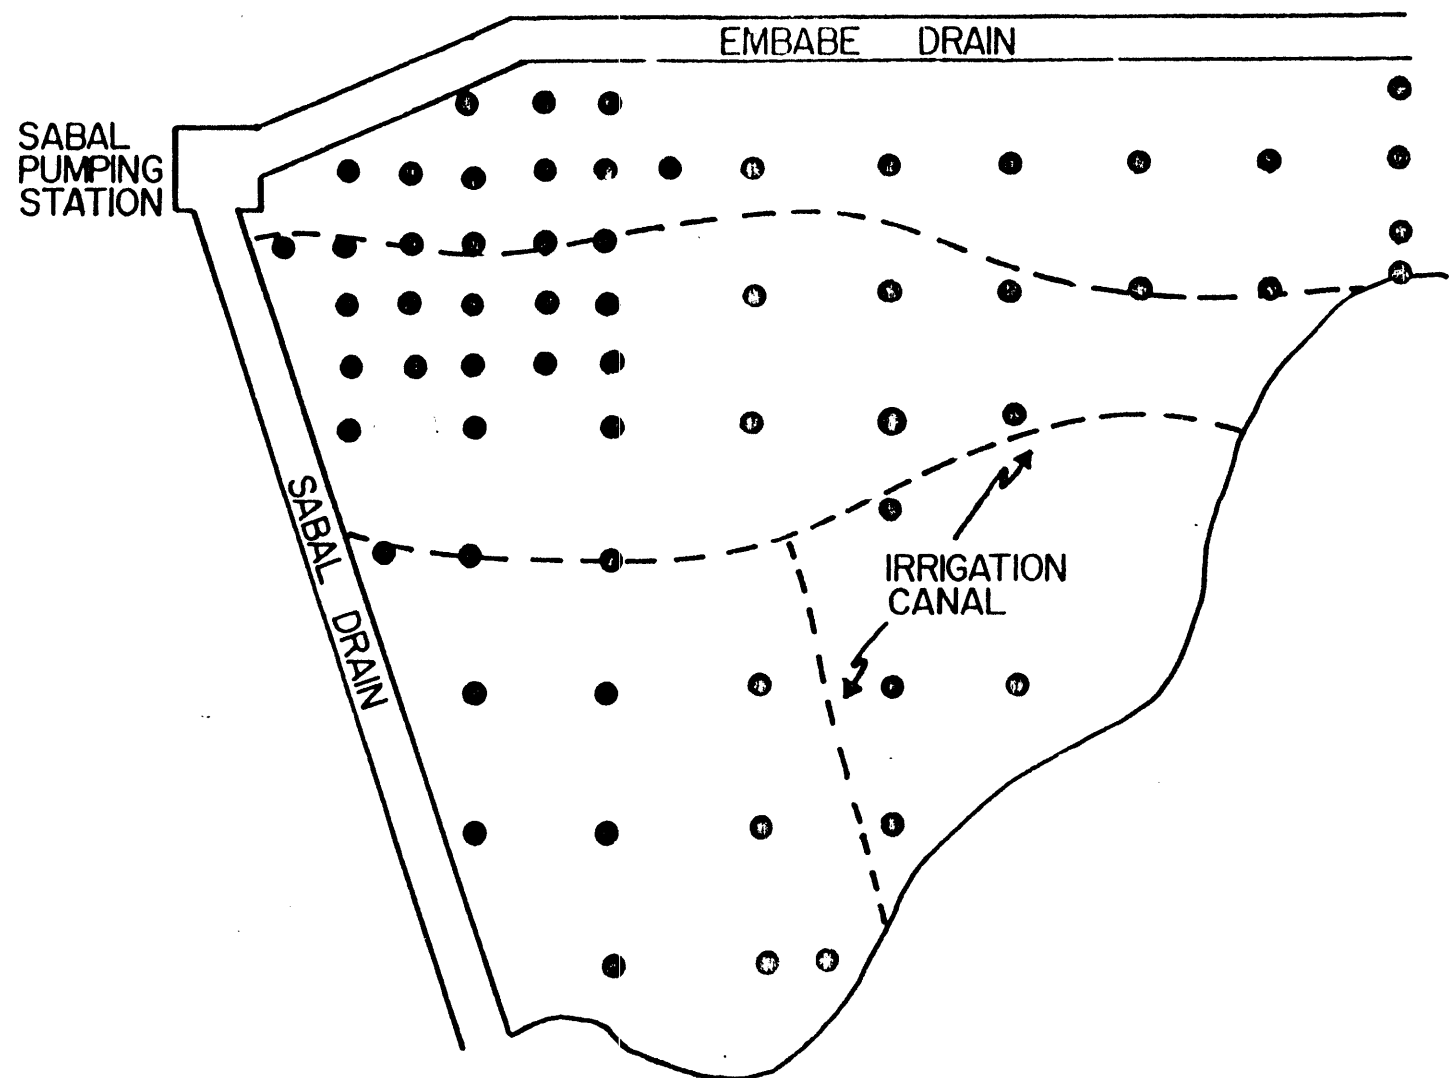 EMBABE DRAIN
SABAL
PUMPING
STATION
SABAL DRAIN
IRRIGATION
CANAL